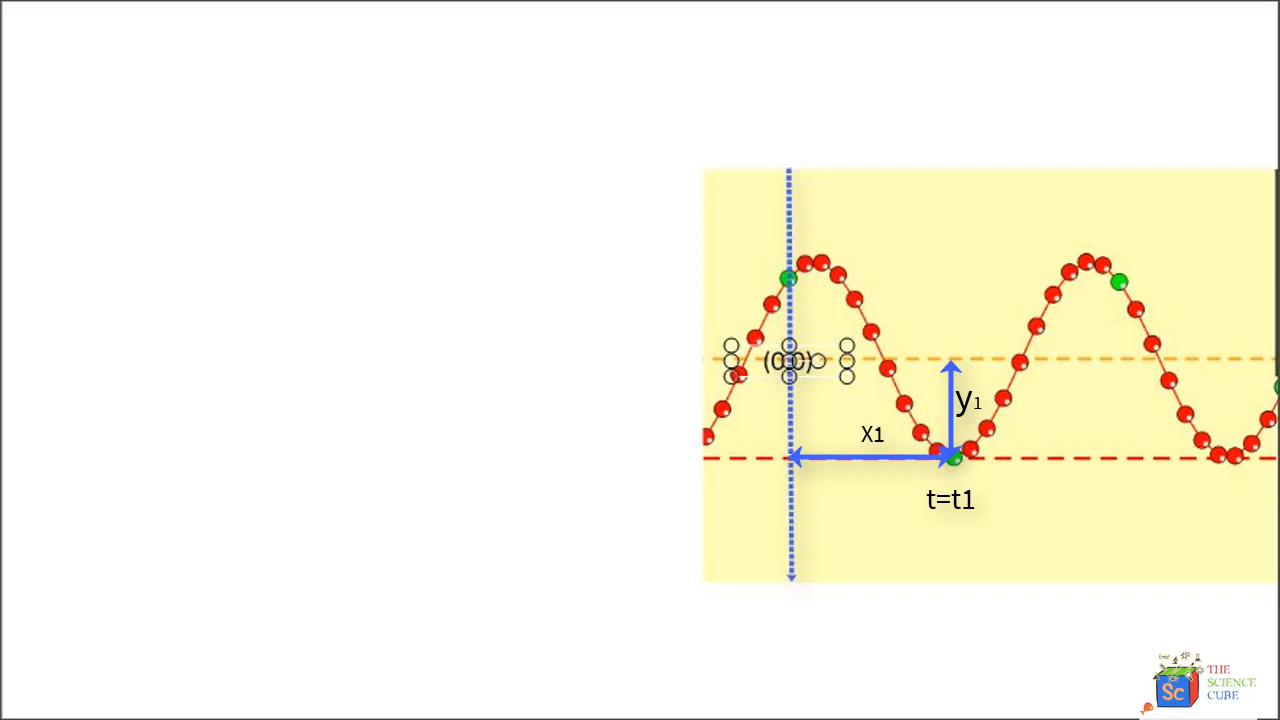 (0,0)
y1
X1
t=t1
THE
SCIENCE
CUBE
Sc